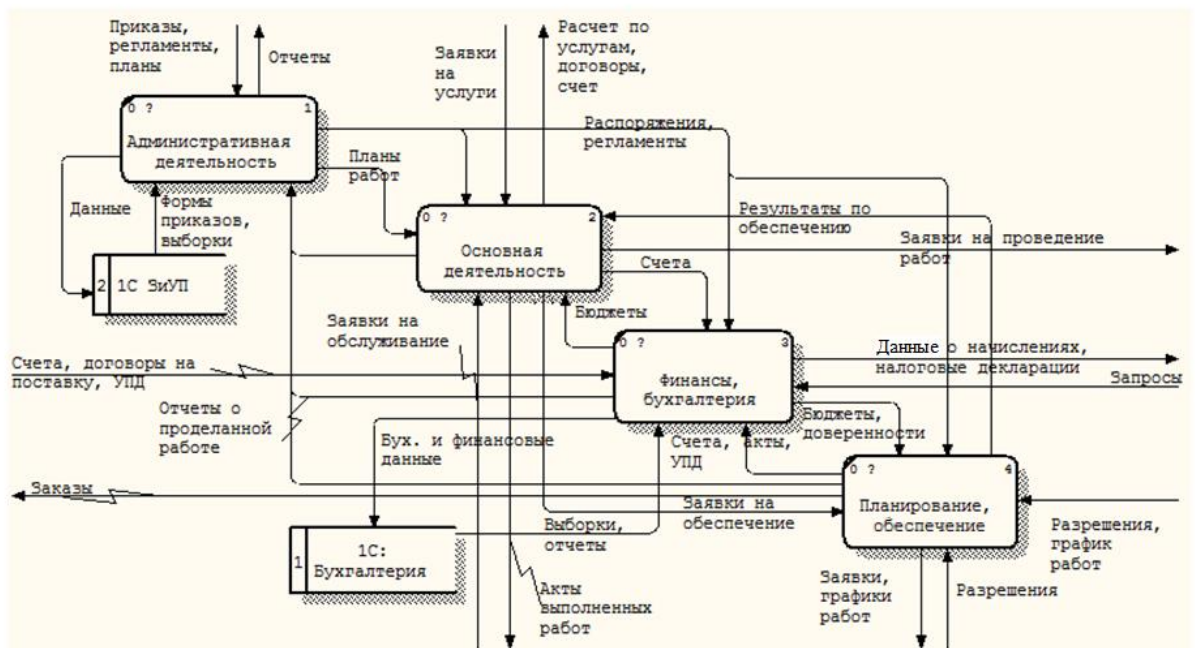 Приказы,
регламенты,
планы
Отчеты
Заявки
на
услуги
Расчет по
услугам,
договоры,
счет
0 ?
1
Административная
деятельность
Распоряжения,
регламенты
Планы
работ
Данные
Формы
приказов,
выборки
0 ?
2
Основная
деятельность
Результаты по
обеспечению
Заявки на проведение
работ
2
1С ЗиУП
Счета
Бюджеты
Заявки на
обслуживание
0 ?
3
Финансы,
бухгалтерия
Данные о начислениях,
налоговые декларации
Запросы
Счета, договоры на
поставку, УПД
Отчеты о
проделанной
работе
Бух. и финансовые
данные
Счета, акты,
УПД
Бюджеты,
доверенности
0 ?
4
Планирование,
обеспечение
Заказы
Заявки на
обеспечение
Разрешения,
график
работ
1
1С:
Бухгалтерия
Выборки,
отчеты
Акты
выполненных
работ
Заявки,
графики
работ
Разрешения